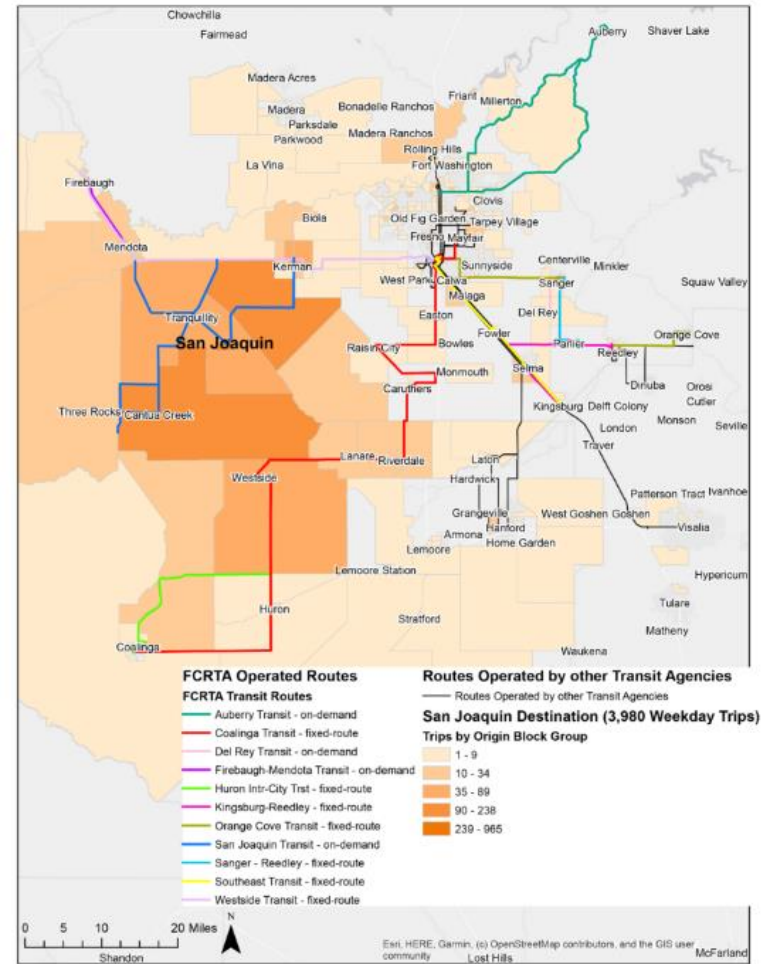 Chowchilla
Fairmead
Auberry
Shaver Lake
Madera Acres
Friant
Millerton
Bonadelle Ranchos
Madera
Parksdale
Parkwood
Madera Ranchos
Rolling Hills
Fort Washington
La Vina
Firebaugh
Clovis
Biola
Old Fig Garden
Tarpey Village
Fresno
Mayfair
Mendota
Kerman
Sunnyside
Centerville
Minkler
West Park
Calwa
Sanger
Squaw Valley
Malaga
Easton
Del Rey
Tranquillity
Fowler
San Joaquin
Raisin City
Bowles
Parlier
Orange Cove
Reedley
Selma
Monmouth
Caruthers
Dinuba
Orosi
Cutler
Kingsburg
Delft Colony
Three Rocks
Cantua Creek
London
Monson
Seville
Traver
Lanare
Riverdale
Laton
Westside
Hardwick
Patterson Tract
Ivanhoe
Grangeville
West Goshen
Goshen
Hanford
Visalia
Armona
Home Garden
Lemoore
Lemoore Station
Hypericum
Huron
Stratford
Tulare
Matheny
Coalinga
Waukena
FCRTA Operated Routes
FCRTA Transit Routes
Auberry Transit - on-demand
Coalinga Transit - fixed-route
Del Rey Transit - on-demand
Firebaugh-Mendota Transit - on-demand
Huron Intr-City Trst - fixed-route
Kingsburg-Reedley - fixed-route
Orange Cove Transit - fixed-route
San Joaquin Transit - on-demand
Sanger - Reedley - fixed-route
Southeast Transit - fixed-route
Westside Transit - fixed-route
Routes Operated by other Transit Agencies
Routes Operated by other Transit Agencies
San Joaquin Destination (3,980 Weekday Trips)
Trips by Origin Block Group
1 - 9
10 - 34
35 - 89
90 - 238
239 - 965
0 5 10 20 Miles
N
Shandon
Esri, HERE, Garmin, (c) OpenStreetMap contributors, and the GIS user
community
Lost Hills
McFarland